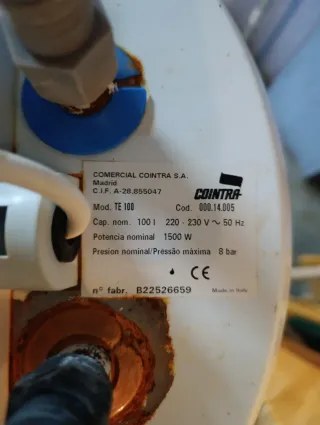 COMERCIAL COINTRA S.A.
Madrid
C.I.F. A-28.855047
COINTRA
Mod. TE 100 Cod. 000.14.005
Cap. nom. 100 l 220 - 230 V ~ 50 Hz
Potencia nominal 1500 W
Presion nominal/Pressão máxima 8 bar
CE
nº fabr. B22526659 Made in Italy